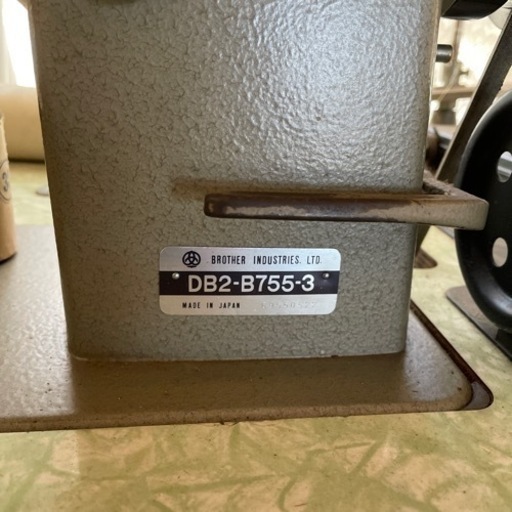 BROTHER INDUSTRIES, LTD.
DB2-B755-3
MADE IN JAPAN